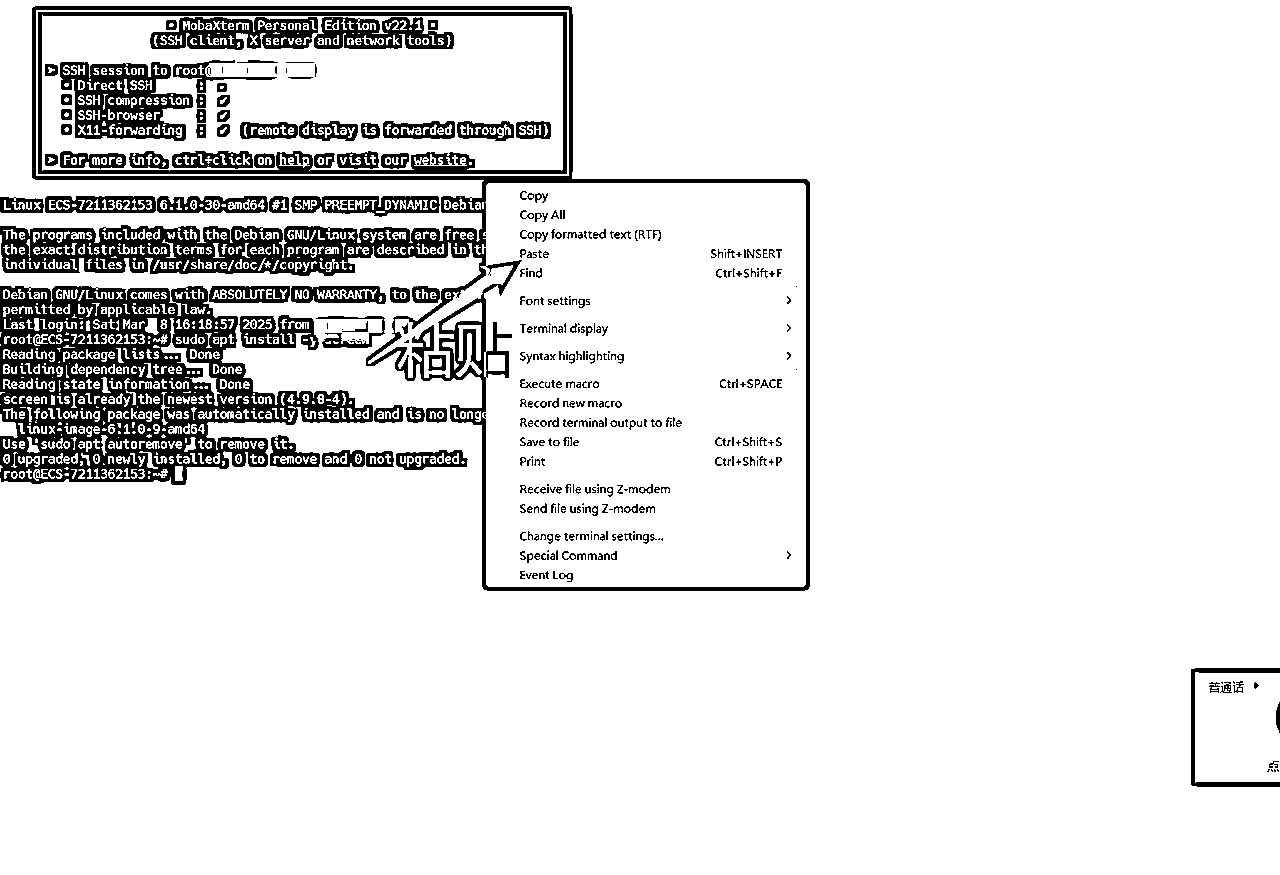 MobaXterm Personal Edition v22.1
(SSH client, X server and network tools)
SSH session to root@
Direct SSH :
SSH compression :
SSH-browser :
X11-forwarding : (remote display is forwarded through SSH)
For more info, ctrl+click on help or visit our website.
Linux ECS-7211362153 6.1.0-30-amd64 #1 SMP PREEMPT_DYNAMIC Debian
The programs included with the Debian GNU/Linux system are free
the exact distribution terms for each program are described in th
individual files in /usr/share/doc/*/copyright.
Debian GNU/Linux comes with ABSOLUTELY NO WARRANTY, to the ex
permitted by applicable law.
Last login: Sat Mar 8 16:18:57 2025 from
root@ECS-7211362153:~# sudo apt install -y screen
Reading package lists... Done
Building dependency tree... Done
Reading state information... Done
screen is already the newest version (4.9.0-4).
The following package was automatically installed and is no longe
linux-image-6.1.0-9-amd64
Use 'sudo apt autoremove' to remove it.
0 upgraded, 0 newly installed, 0 to remove and 0 not upgraded.
root@ECS-7211362153:~#
Copy
Copy All
Copy formatted text (RTF)
Paste Shift+INSERT
Find Ctrl+Shift+F
Font settings
Terminal display
Syntax highlighting
Execute macro Ctrl+SPACE
Record new macro
Record terminal output to file
Save to file Ctrl+Shift+S
Print Ctrl+Shift+P
Receive file using Z-modem
Send file using Z-modem
Change terminal settings...
Special Command
Event Log
粘贴
普通话